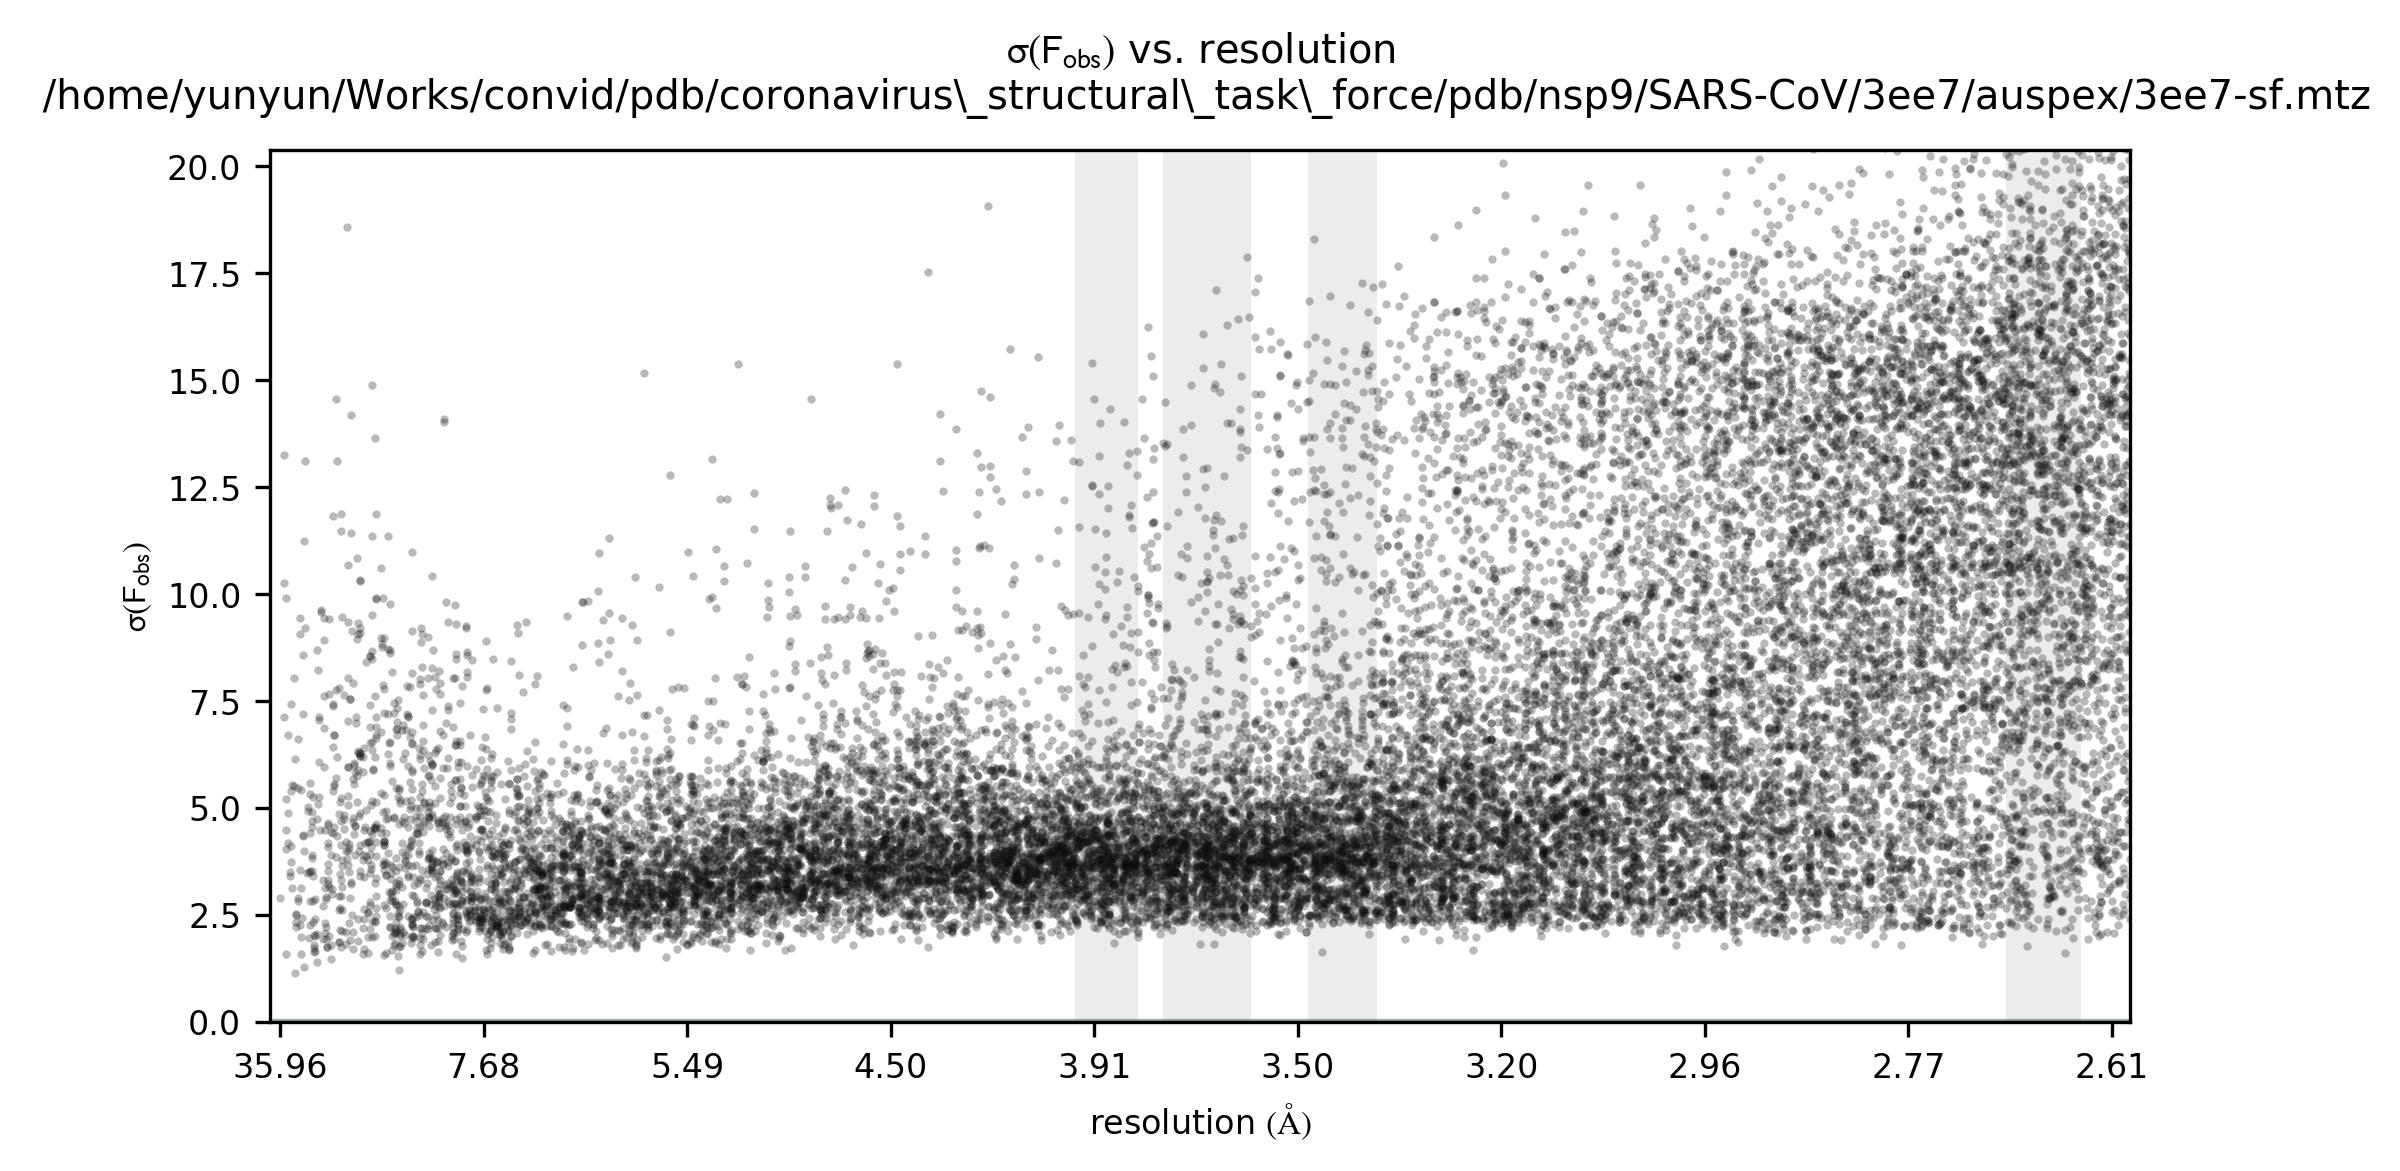 σ(F_obs) vs. resolution
/home/yunyun/Works/convid/pdb/coronavirus\_structural\_task\_force/pdb/nsp9/SARS-CoV/3ee7/auspex/3ee7-sf.mtz
20.0
17.5
15.0
12.5
10.0
7.5
5.0
2.5
0.0
σ(F_obs)
35.96 7.68 5.49 4.50 3.91 3.50 3.20 2.96 2.77 2.61
resolution (Å)